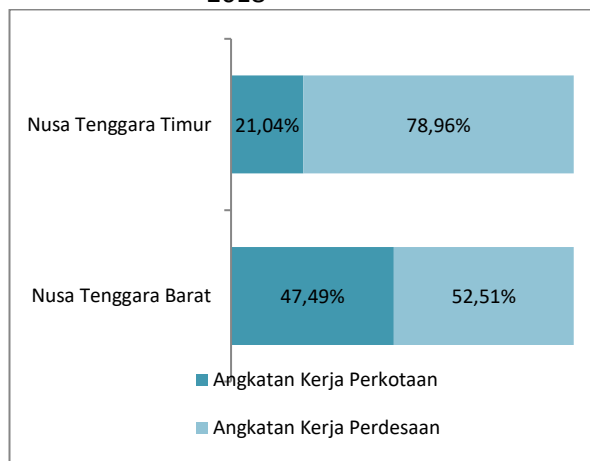 Nusa Tenggara Timur
21,04%
78,96%
Nusa Tenggara Barat
47,49%
52,51%
Angkatan Kerja Perkotaan
Angkatan Kerja Perdesaan